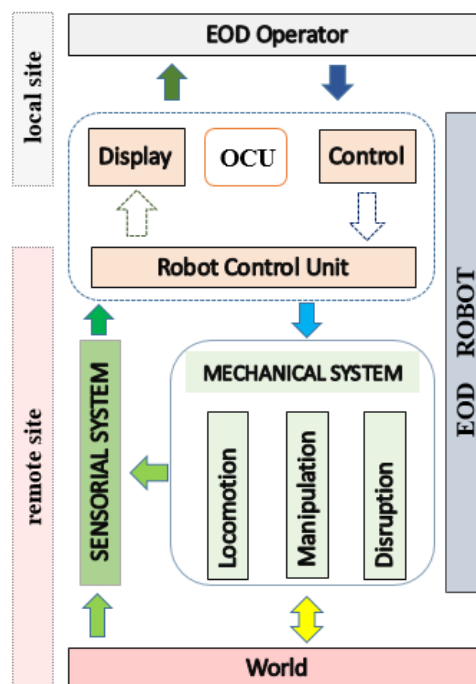 EOD Operator
local site
Display
OCU
Control
Robot Control Unit
EOD ROBOT
remote site
SENSORIAL SYSTEM
MECHANICAL SYSTEM
Locomotion
Manipulation
Disruption
World